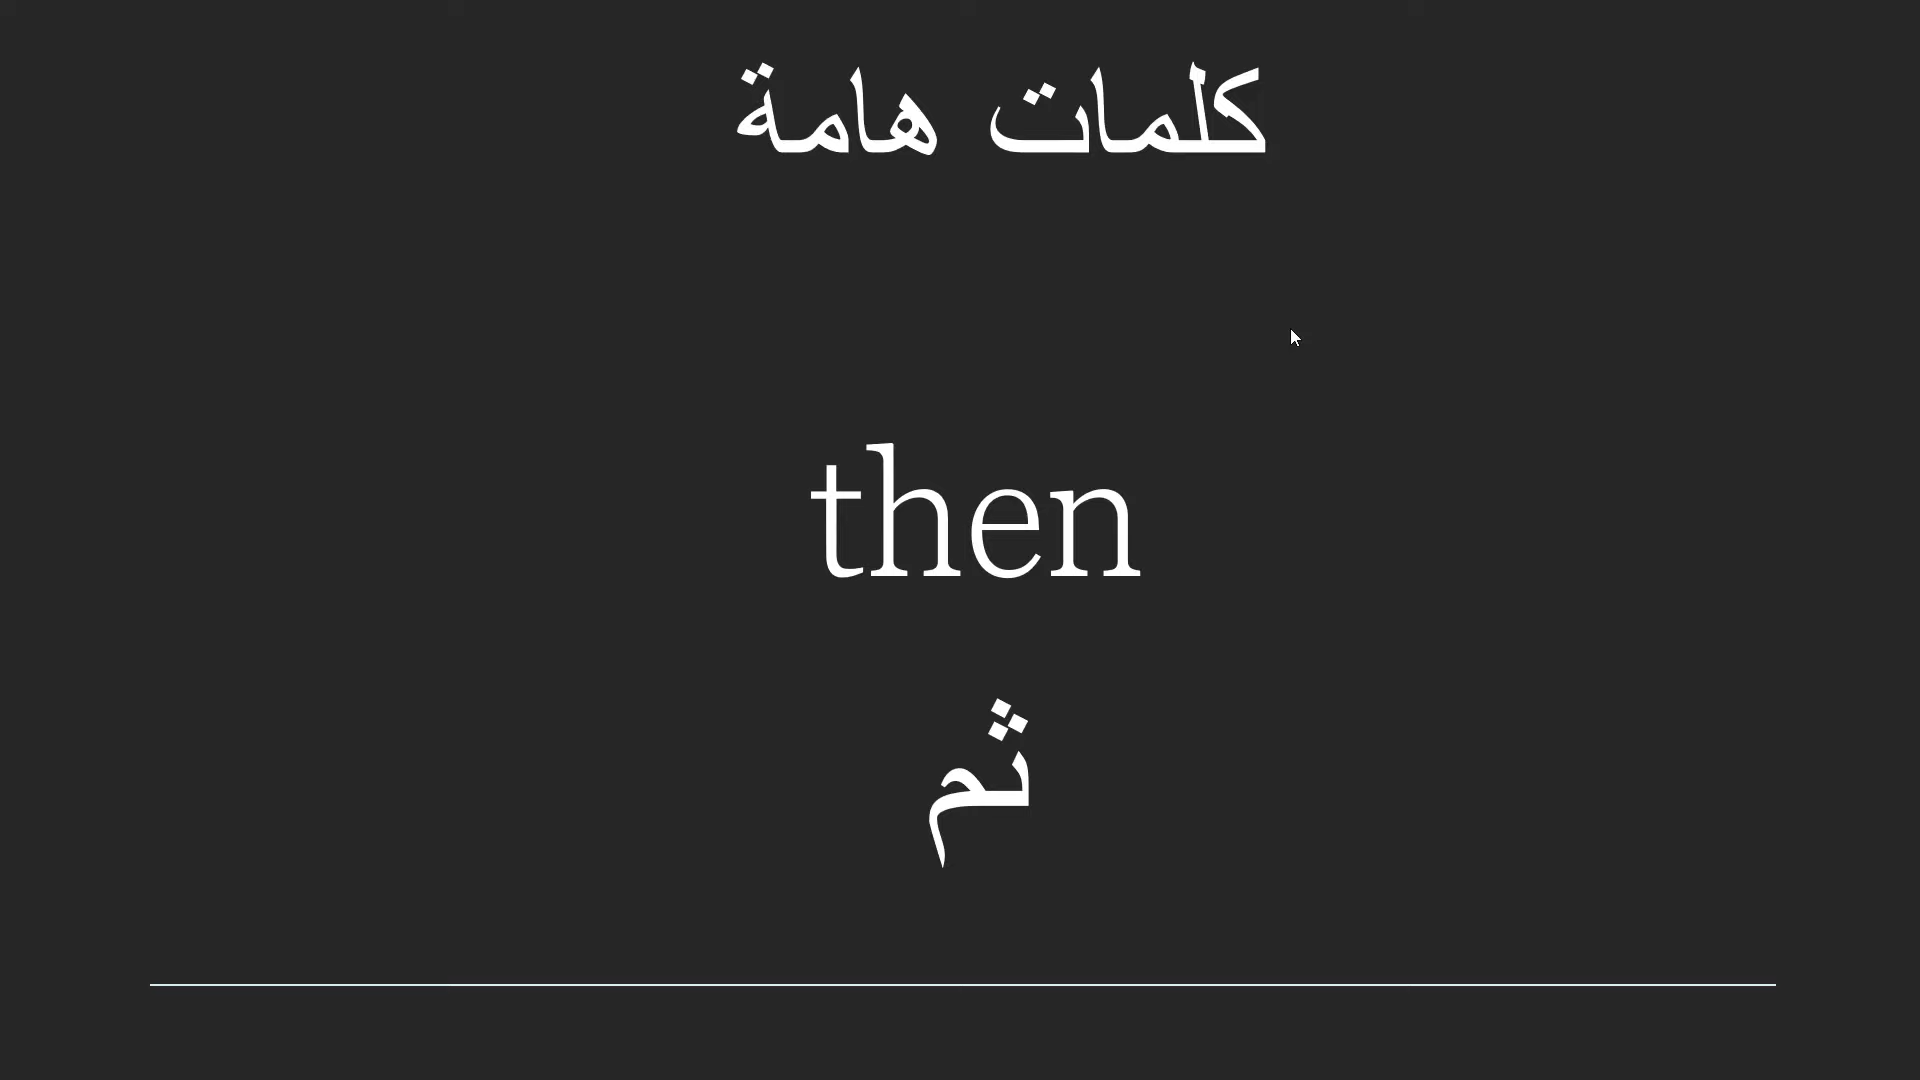 كلمات هامة
then
ثم